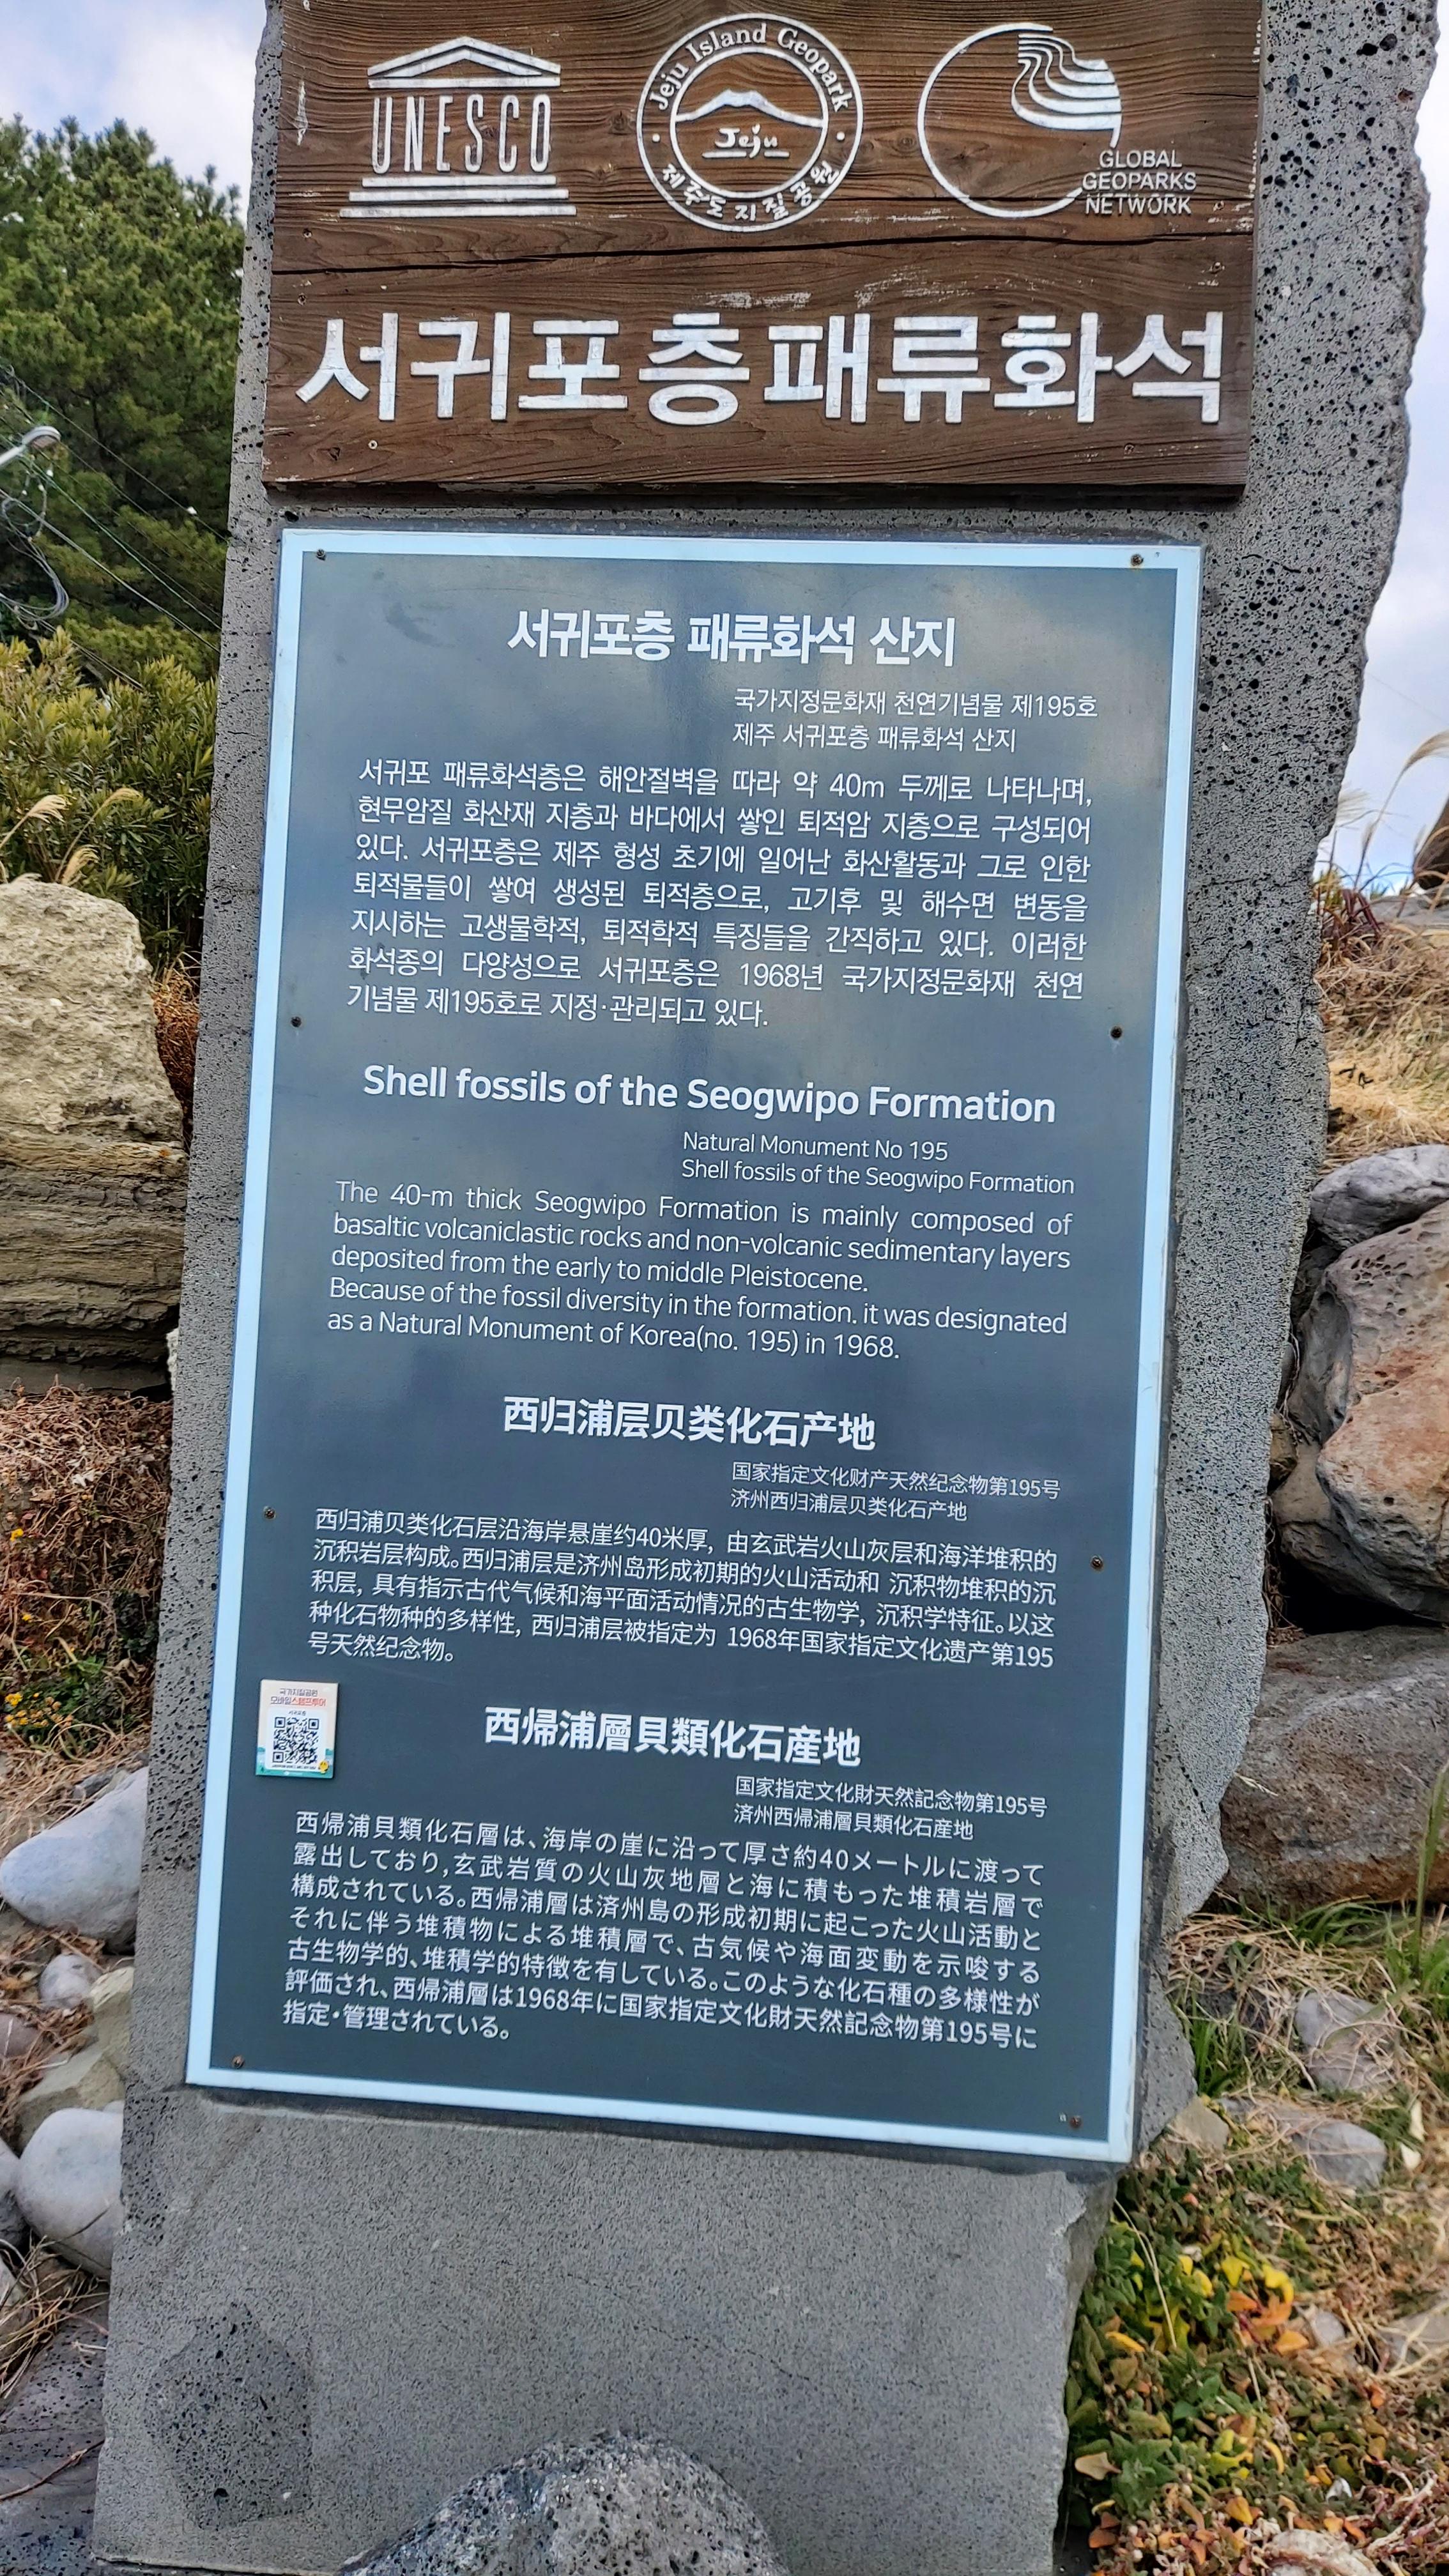 UNESCO
Jeju Island Geopark
Jeju
제주도지질공원
GLOBAL
GEOPARKS
NETWORK
서귀포층패류화석
서귀포층 패류화석 산지
국가지정문화재 천연기념물 제195호
제주 서귀포층 패류화석 산지
서귀포 패류화석층은 해안절벽을 따라 약 40m 두께로 나타나며,
현무암질 화산재 지층과 바다에서 쌓인 퇴적암 지층으로 구성되어
있다. 서귀포층은 제주 형성 초기에 일어난 화산활동과 그로 인한
퇴적물들이 쌓여 생성된 퇴적층으로, 고기후 및 해수면 변동을
지시하는 고생물학적, 퇴적학적 특징들을 간직하고 있다. 이러한
화석종의 다양성으로 서귀포층은 1968년 국가지정문화재 천연
기념물 제195호로 지정·관리되고 있다.
Shell fossils of the Seogwipo Formation
Natural Monument No 195
Shell fossils of the Seogwipo Formation
The 40-m thick Seogwipo Formation is mainly composed of
basaltic volcaniclastic rocks and non-volcanic sedimentary layers
deposited from the early to middle Pleistocene.
Because of the fossil diversity in the formation. it was designated
as a Natural Monument of Korea(no. 195) in 1968.
西归浦层贝类化石产地
国家指定文化财产天然纪念物第195号
济州西归浦层贝类化石产地
西归浦贝类化石层沿海岸悬崖约40米厚, 由玄武岩火山灰层和海洋堆积的
沉积岩层构成。西归浦层是济州岛形成初期的火山活动和 沉积物堆积的沉
积层, 具有指示古代气候和海平面活动情况的古生物学, 沉积学特征。以这
种化石物种的多样性, 西归浦层被指定为 1968年国家指定文化遗产第195
号天然纪念物。
국가지질공원
모바일스탬프투어
西帰浦層貝類化石産地
国家指定文化財天然記念物第195号
済州西帰浦層貝類化石産地
西帰浦貝類化石層は、海岸の崖に沿って厚さ約40メートルに渡って
露出しており,玄武岩質の火山灰地層と海に積もった堆積岩層で
構成されている。西帰浦層は済州島の形成初期に起こった火山活動と
それに伴う堆積物による堆積層で、古気候や海面変動を示唆する
古生物学的、堆積学的特徴を有している。このような化石種の多様性が
評価され、西帰浦層は1968年に国家指定文化財天然記念物第195号に
指定・管理されている。